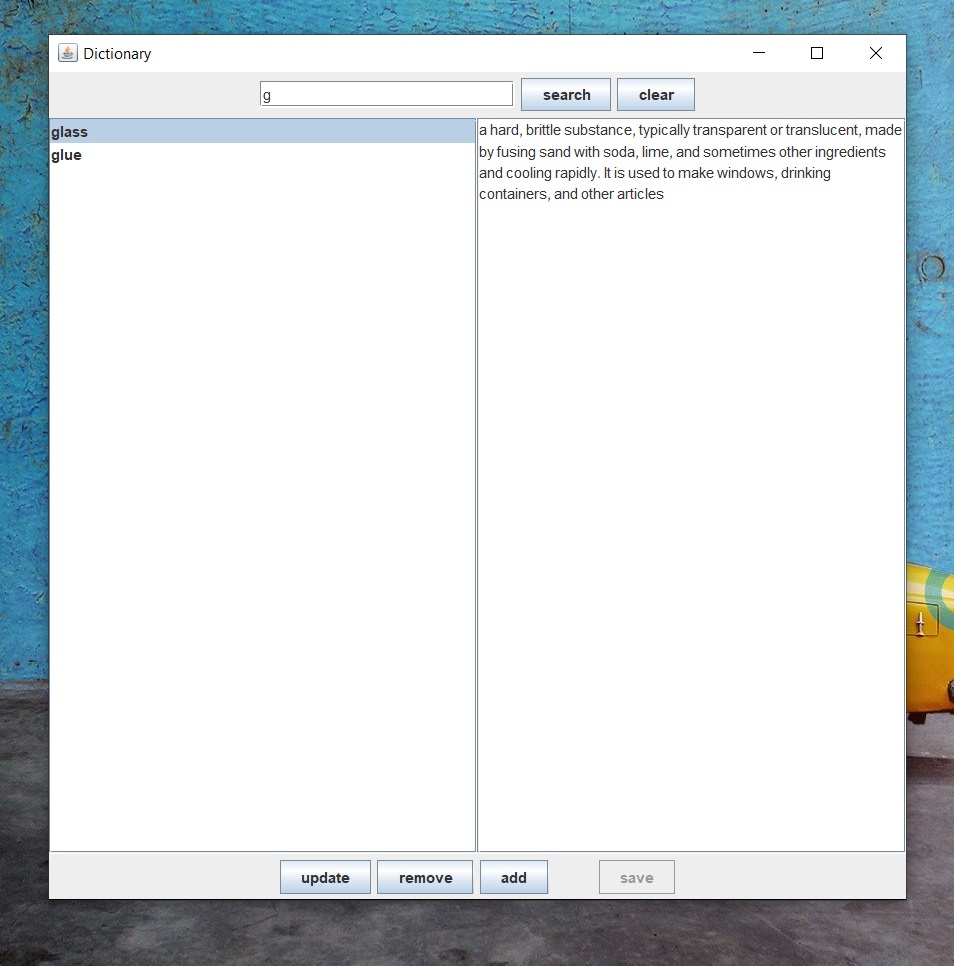 Dictionary
g search clear
glass
glue
a hard, brittle substance, typically transparent or translucent, made
by fusing sand with soda, lime, and sometimes other ingredients
and cooling rapidly. It is used to make windows, drinking
containers, and other articles
update remove add save